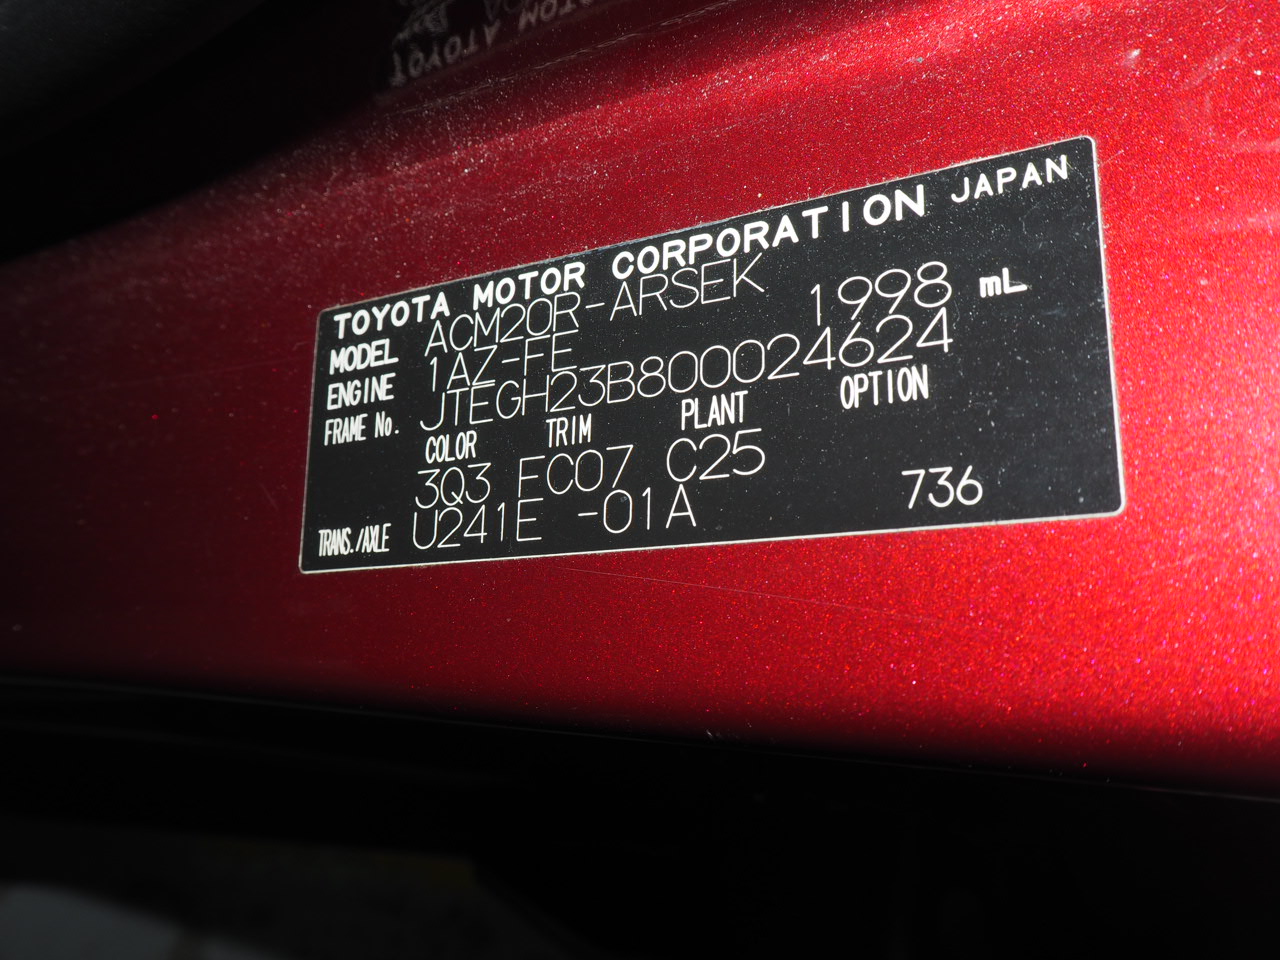 TOYOTA MOTOR CORPORATION JAPAN
MODEL ACM20R-ARSEK
ENGINE 1AZ-FE 1998 mL
FRAME No. JTEGH23B800024624
COLOR TRIM PLANT OPTION
3Q3 EC07 C25
TRANS./AXLE U241E -01A 736